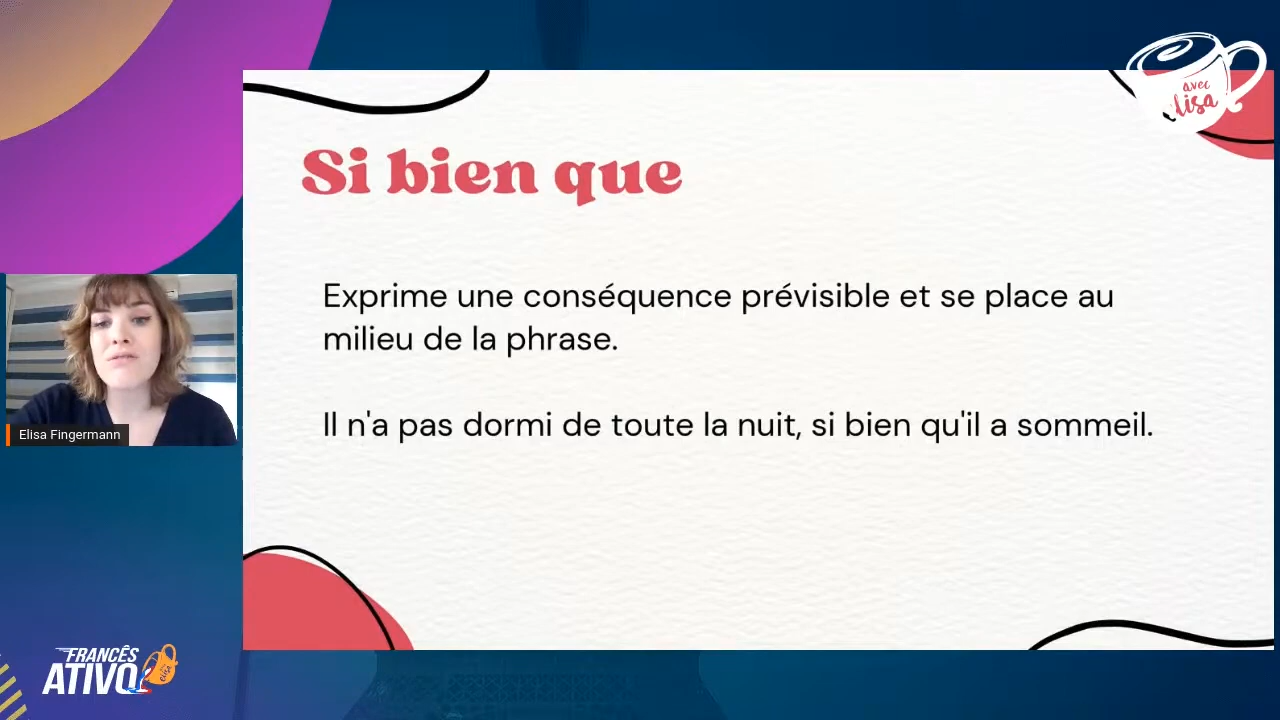 avec
elisa
Si bien que
Exprime une conséquence prévisible et se place au
milieu de la phrase.
Il n'a pas dormi de toute la nuit, si bien qu'il a sommeil.
Elisa Fingermann
FRANCÊS
ATIVO